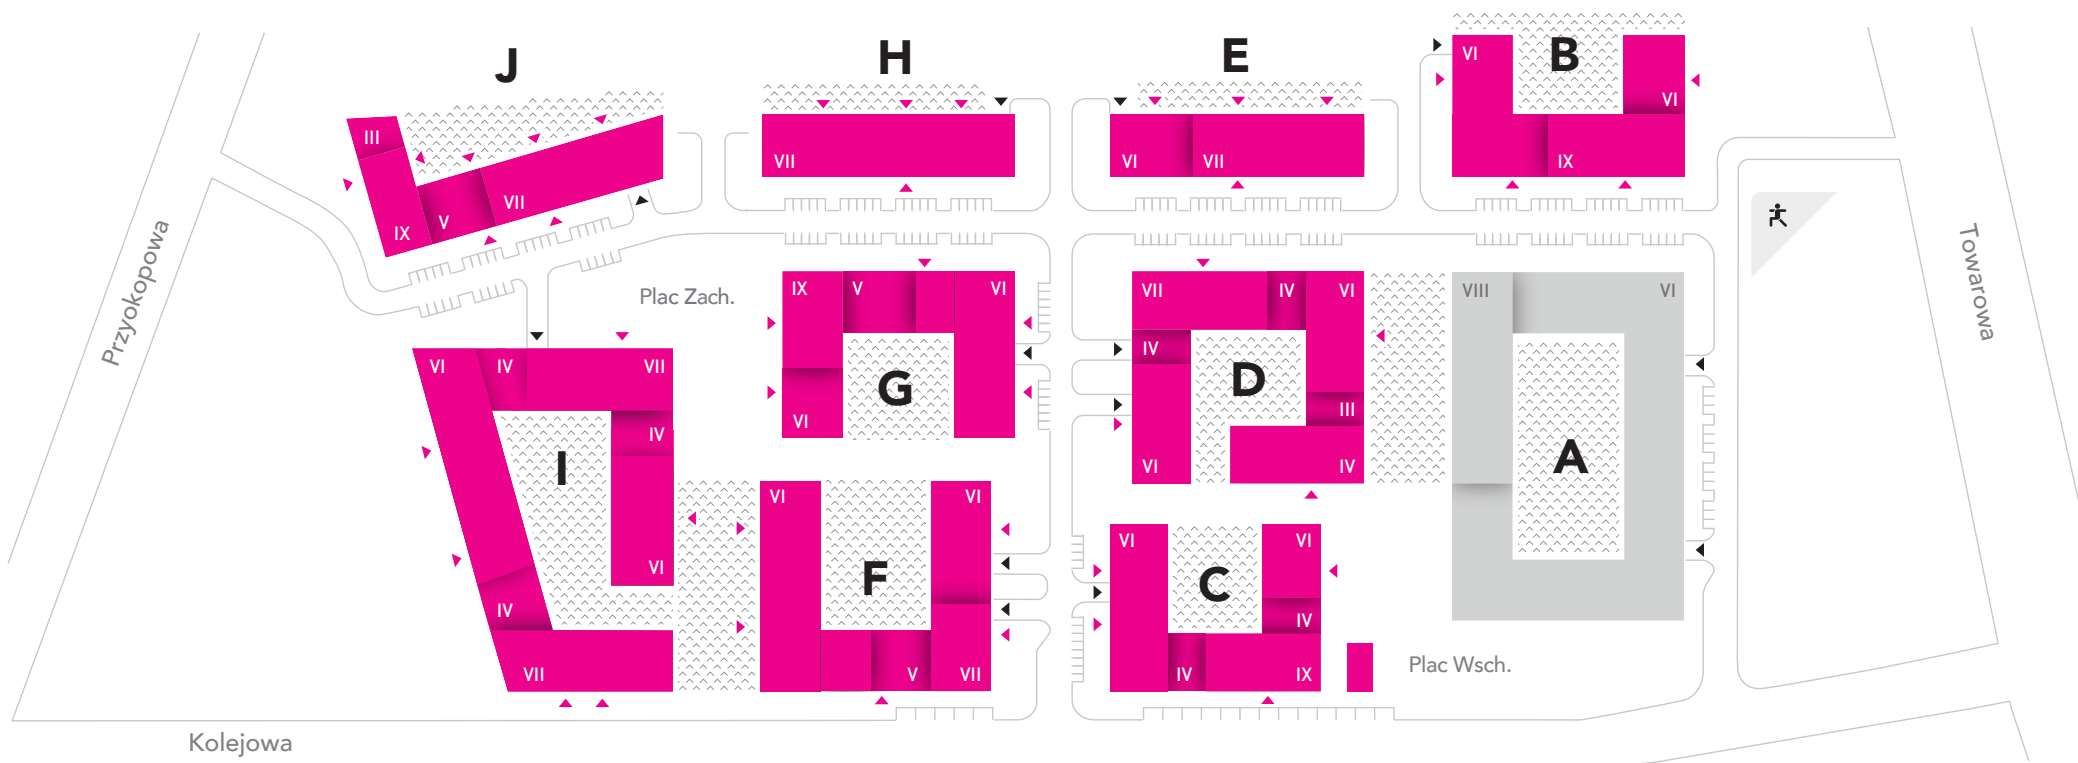 J
H
E
B
III
IX
V
VII
VII
VI
VII
VI
VI
IX
Przyokopowa
Towarowa
Plac Zach.
IX
V
VI
VI
G
VII
IV
VI
IV
D
III
VI
IV
VIII
VI
A
VI
IV
VII
IV
I
VI
IV
VII
VI
VI
F
V
VII
VI
VI
C
IV
IV
IX
Plac Wsch.
Kolejowa